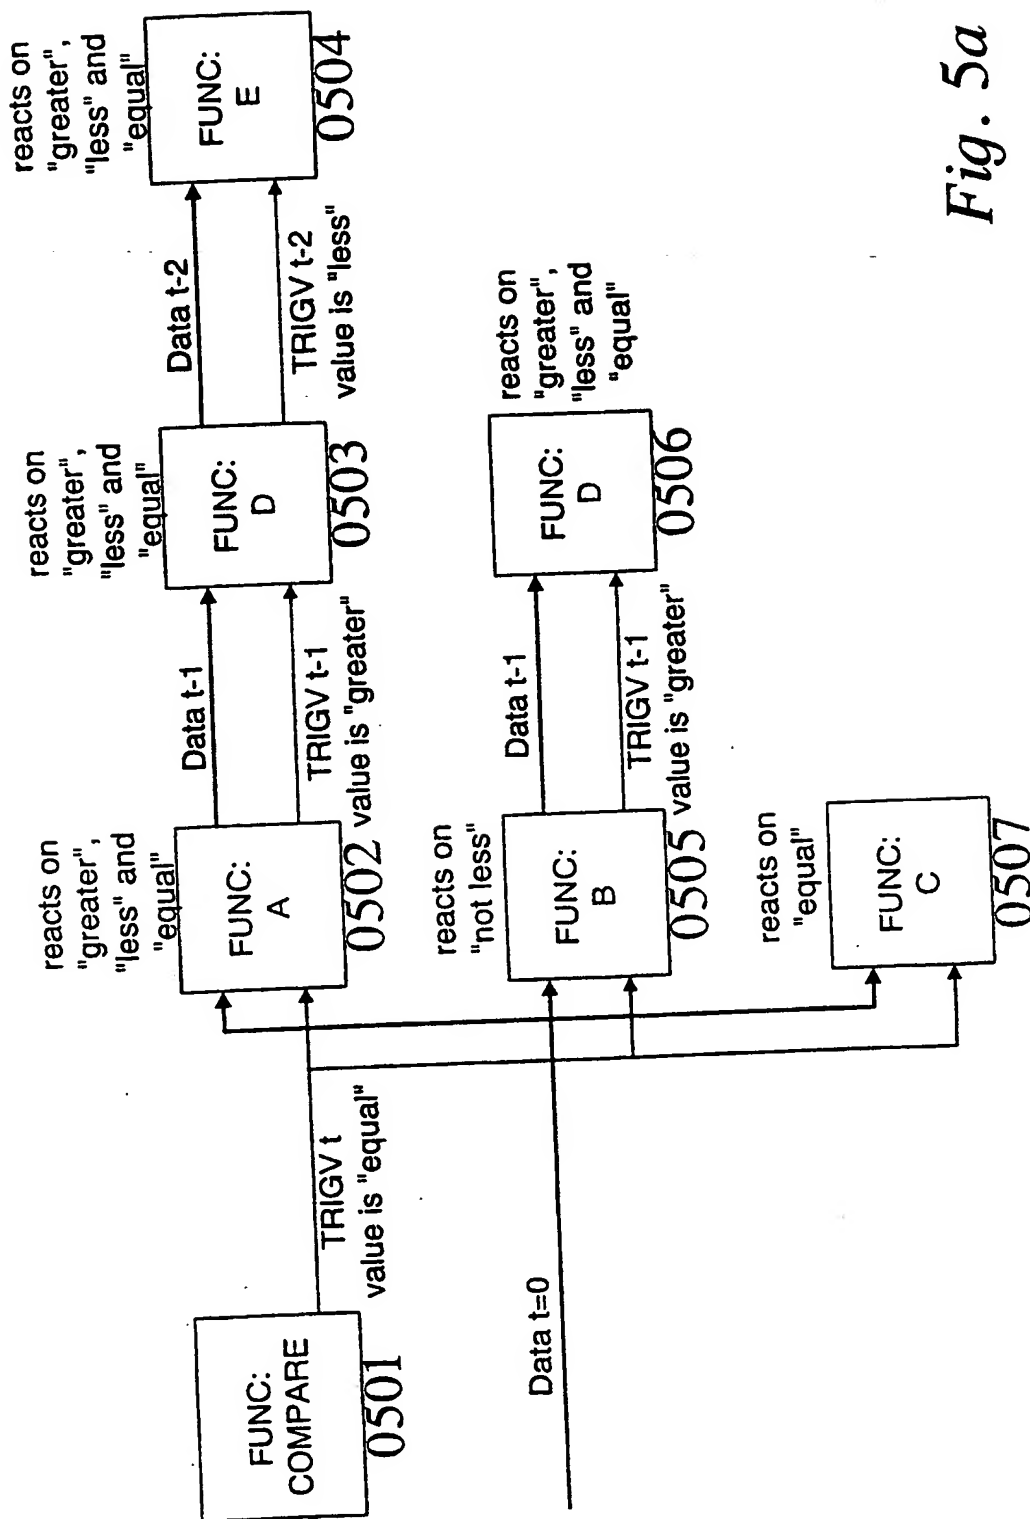 reacts on
"greater",
"less" and
"equal"
FUNC:
E
0504
Data t-2
TRIGV t-2
value is "less"
reacts on
"greater",
"less" and
"equal"
FUNC:
D
0503
Data t-1
TRIGV t-1
value is "greater"
reacts on
"greater",
"less" and
"equal"
FUNC:
A
0502
TRIGV t
value is "equal"
FUNC:
COMPARE
0501
reacts on
"greater",
"less" and
"equal"
FUNC:
D
0506
Data t-1
TRIGV t-1
value is "greater"
reacts on
"not less"
FUNC:
B
0505
Data t=0
reacts on
"equal"
FUNC:
C
0507
Fig. 5a